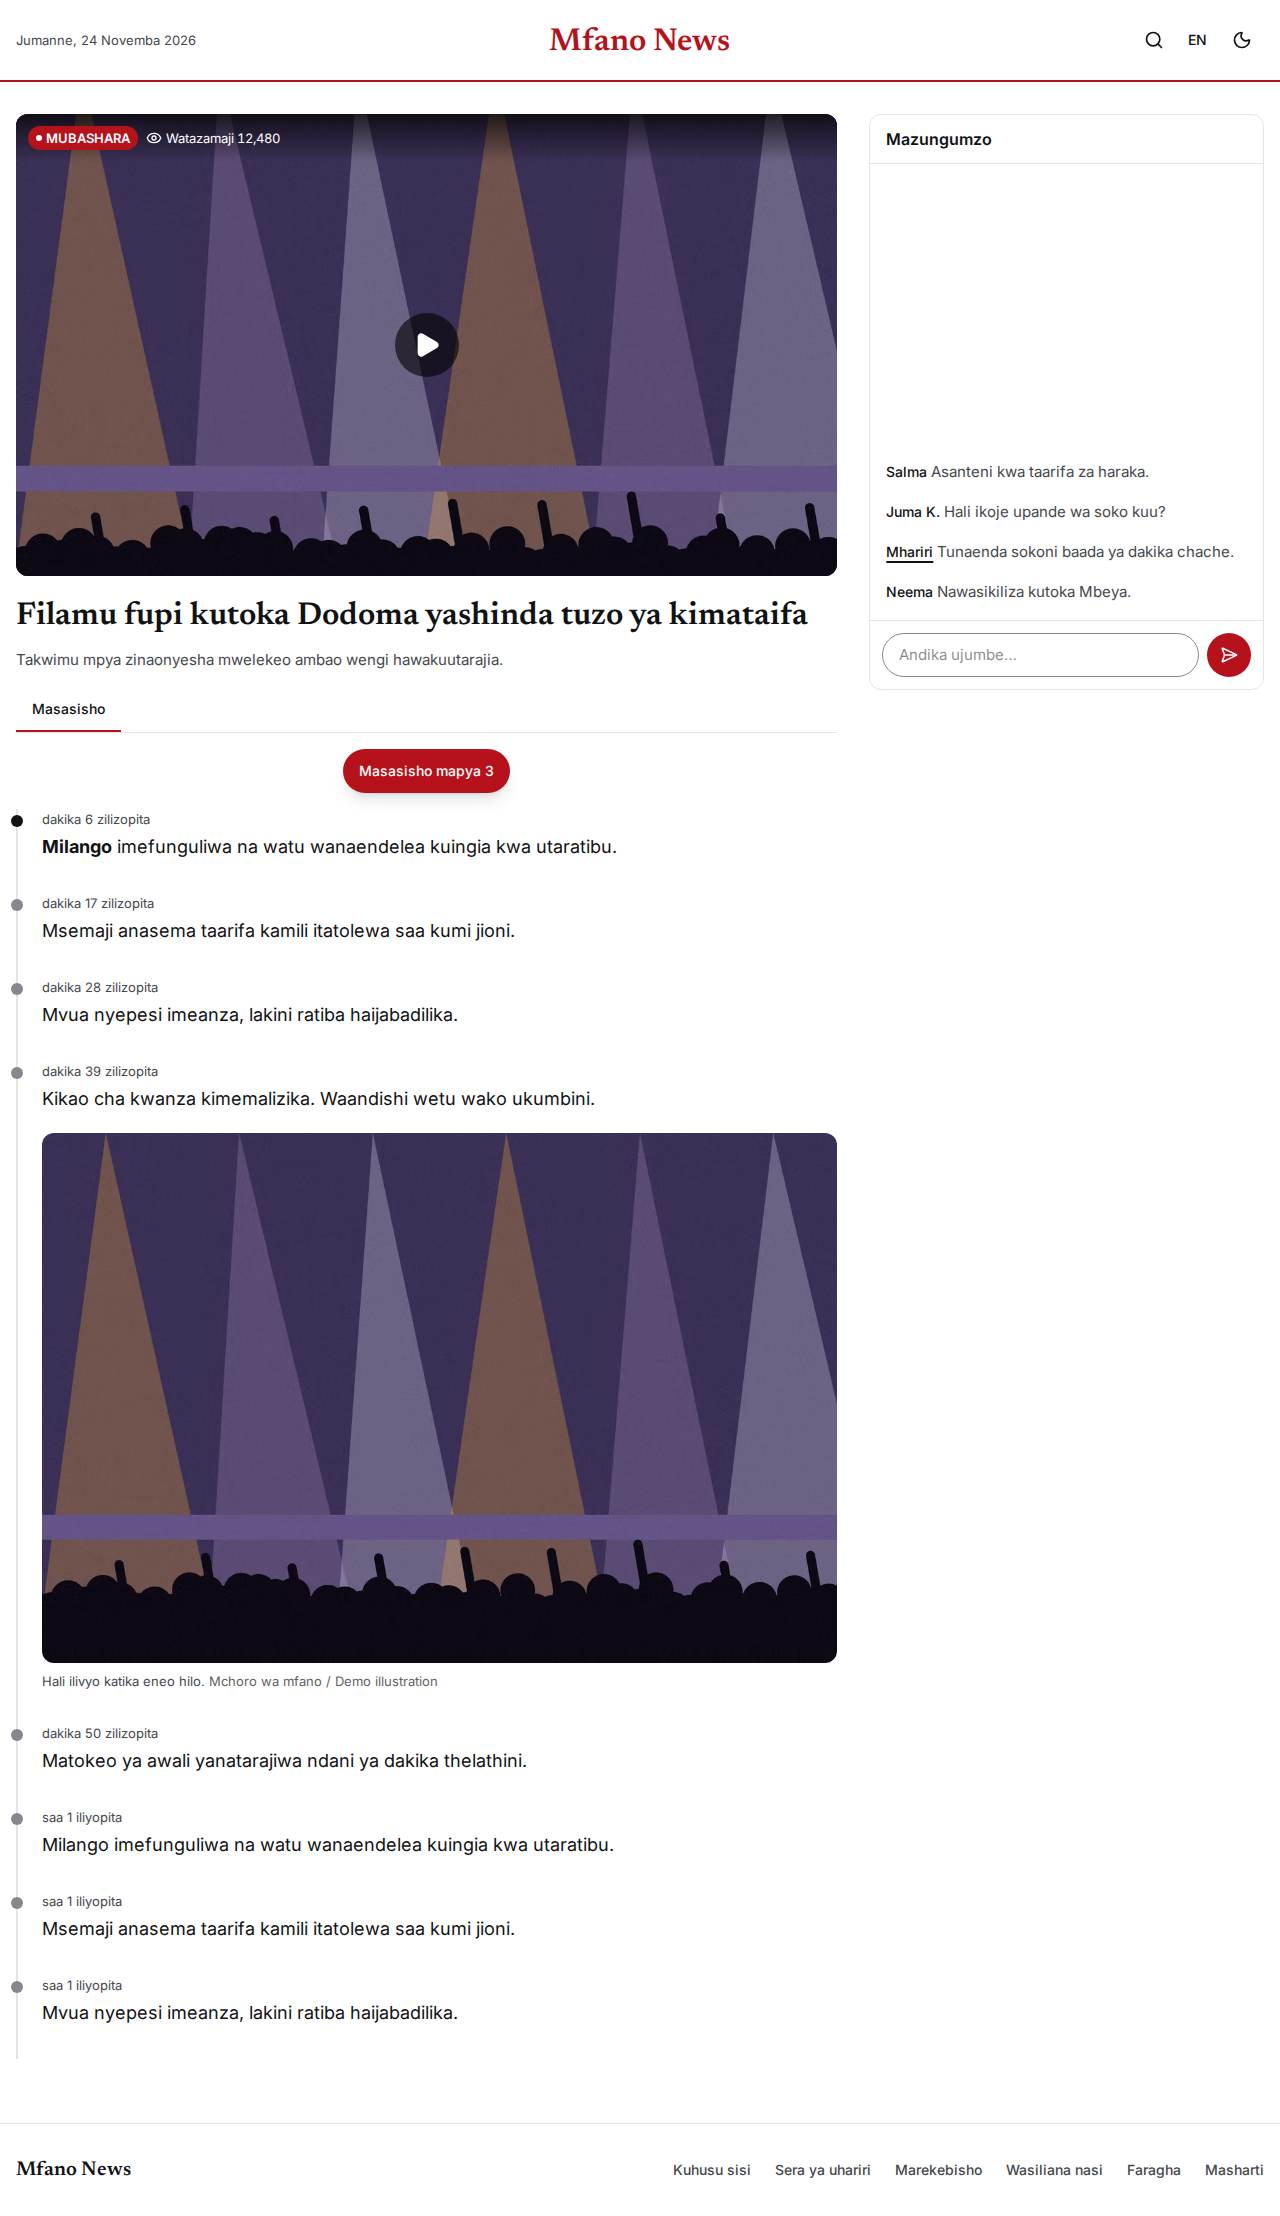 Jumanne, 24 Novemba 2026
Mfano News
EN
MUBASHARA
Watazamaji 12,480
Filamu fupi kutoka Dodoma yashinda tuzo ya kimataifa
Takwimu mpya zinaonyesha mwelekeo ambao wengi hawakuutarajia.
Masasisho
Masasisho mapya 3
dakika 6 zilizopita
Milango imefunguliwa na watu wanaendelea kuingia kwa utaratibu.
dakika 17 zilizopita
Msemaji anasema taarifa kamili itatolewa saa kumi jioni.
dakika 28 zilizopita
Mvua nyepesi imeanza, lakini ratiba haijabadilika.
dakika 39 zilizopita
Kikao cha kwanza kimemalizika. Waandishi wetu wako ukumbini.
Hali ilivyo katika eneo hilo. Mchoro wa mfano / Demo illustration
dakika 50 zilizopita
Matokeo ya awali yanatarajiwa ndani ya dakika thelathini.
saa 1 iliyopita
Milango imefunguliwa na watu wanaendelea kuingia kwa utaratibu.
saa 1 iliyopita
Msemaji anasema taarifa kamili itatolewa saa kumi jioni.
saa 1 iliyopita
Mvua nyepesi imeanza, lakini ratiba haijabadilika.
Mazungumzo
Salma Asanteni kwa taarifa za haraka.
Juma K. Hali ikoje upande wa soko kuu?
Mhariri Tunaenda sokoni baada ya dakika chache.
Neema Nawasikiliza kutoka Mbeya.
Andika ujumbe...
Mfano News
Kuhusu sisi
Sera ya uhariri
Marekebisho
Wasiliana nasi
Faragha
Masharti